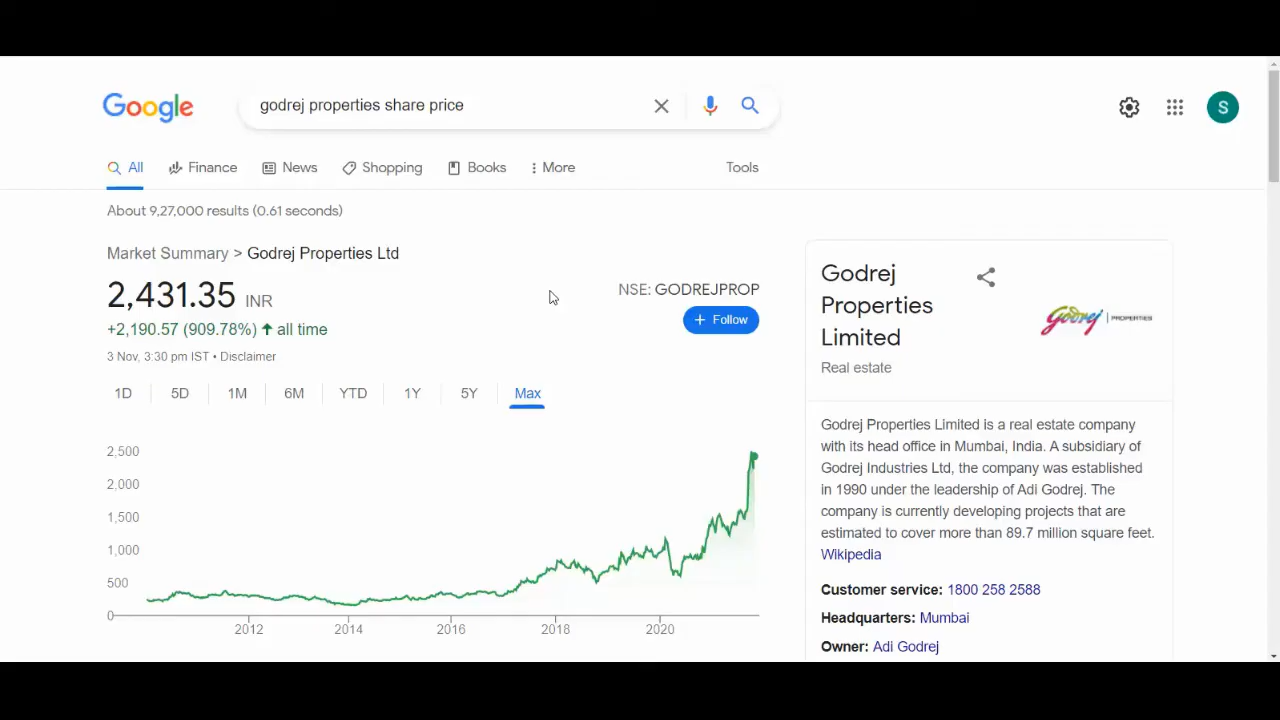 Google
godrej properties share price
S
All Finance News Shopping Books More Tools
About 9,27,000 results (0.61 seconds)
Market Summary > Godrej Properties Ltd
2,431.35 INR
NSE: GODREJPROP
+2,190.57 (909.78%) all time
+ Follow
3 Nov, 3:30 pm IST • Disclaimer
1D 5D 1M 6M YTD 1Y 5Y Max
2,500
2,000
1,500
1,000
500
0
2012 2014 2016 2018 2020
Godrej
Properties
Limited
Real estate
Godrej | PROPERTIES
Godrej Properties Limited is a real estate company
with its head office in Mumbai, India. A subsidiary of
Godrej Industries Ltd, the company was established
in 1990 under the leadership of Adi Godrej. The
company is currently developing projects that are
estimated to cover more than 89.7 million square feet.
Wikipedia
Customer service: 1800 258 2588
Headquarters: Mumbai
Owner: Adi Godrej